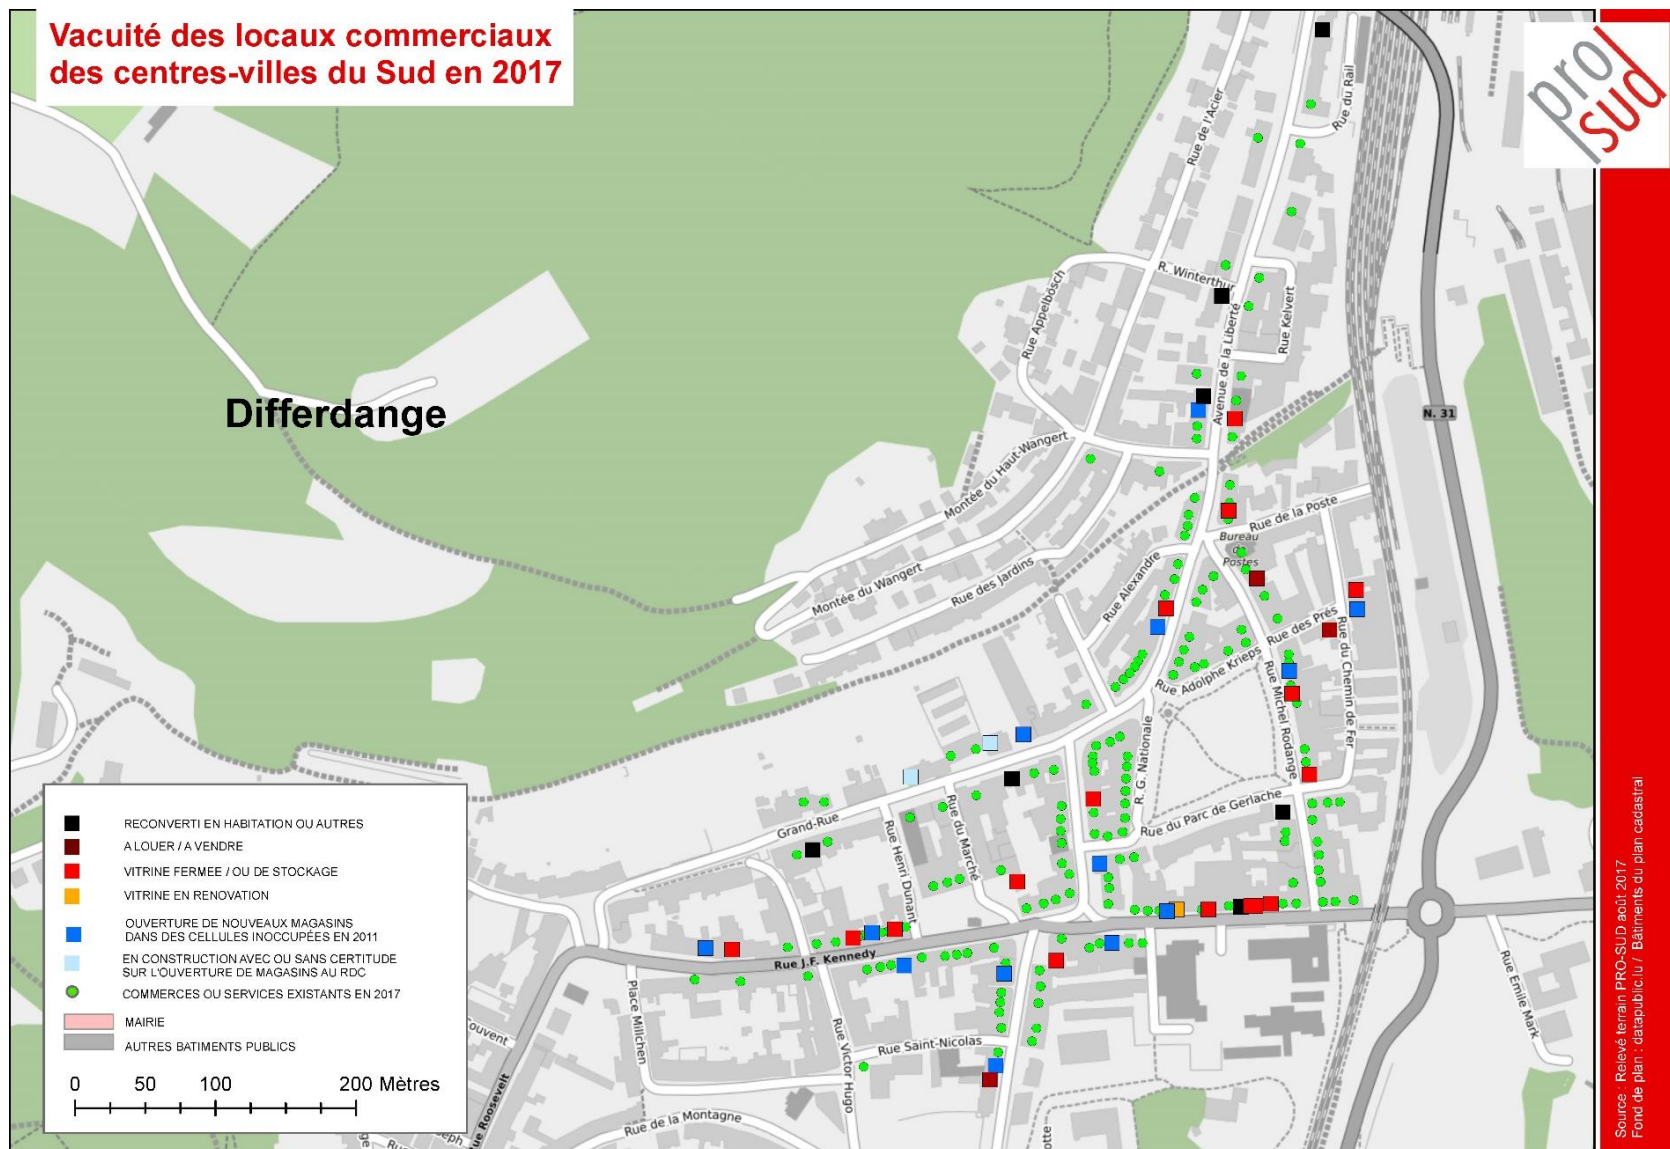 Vacuité des locaux commerciaux
des centres-villes du Sud en 2017
pro
sud
Rue du Rail
Rue de l'Acier
R. Winterthur
Rue Appelbösch
Rue Kelvert
Avenue de la Liberté
N. 31
Differdange
Montée du Haut-Wangert
Rue de la Poste
Bureau
de
Postes
Montée du Wangert
Rue des Jardins
Rue Alexandre
Rue des Prés
Rue du Chemin de Fer
Rue Adolphe Krieps
Rue Michel Rodange
R. G. Nationale
Rue du Parc de Gerlache
Grand-Rue
Rue Henri Dunant
Rue du Marché
Rue J.F. Kennedy
Place Millchen
Rue Victor Hugo
Rue Saint-Nicolas
Rue de la Montagne
Rue Emile Mark
ouvent
ue Roosevelt
eph
otte
RECONVERTI EN HABITATION OU AUTRES
A LOUER / A VENDRE
VITRINE FERMEE / OU DE STOCKAGE
VITRINE EN RENOVATION
OUVERTURE DE NOUVEAUX MAGASINS
DANS DES CELLULES INOCCUPÉES EN 2011
EN CONSTRUCTION AVEC OU SANS CERTITUDE
SUR L'OUVERTURE DE MAGASINS AU RDC
COMMERCES OU SERVICES EXISTANTS EN 2017
MAIRIE
AUTRES BATIMENTS PUBLICS
0 50 100 200 Mètres
Source : Relevé terrain PRO-SUD août 2017
Fond de plan : datapublic.lu / Bâtiments du plan cadastral